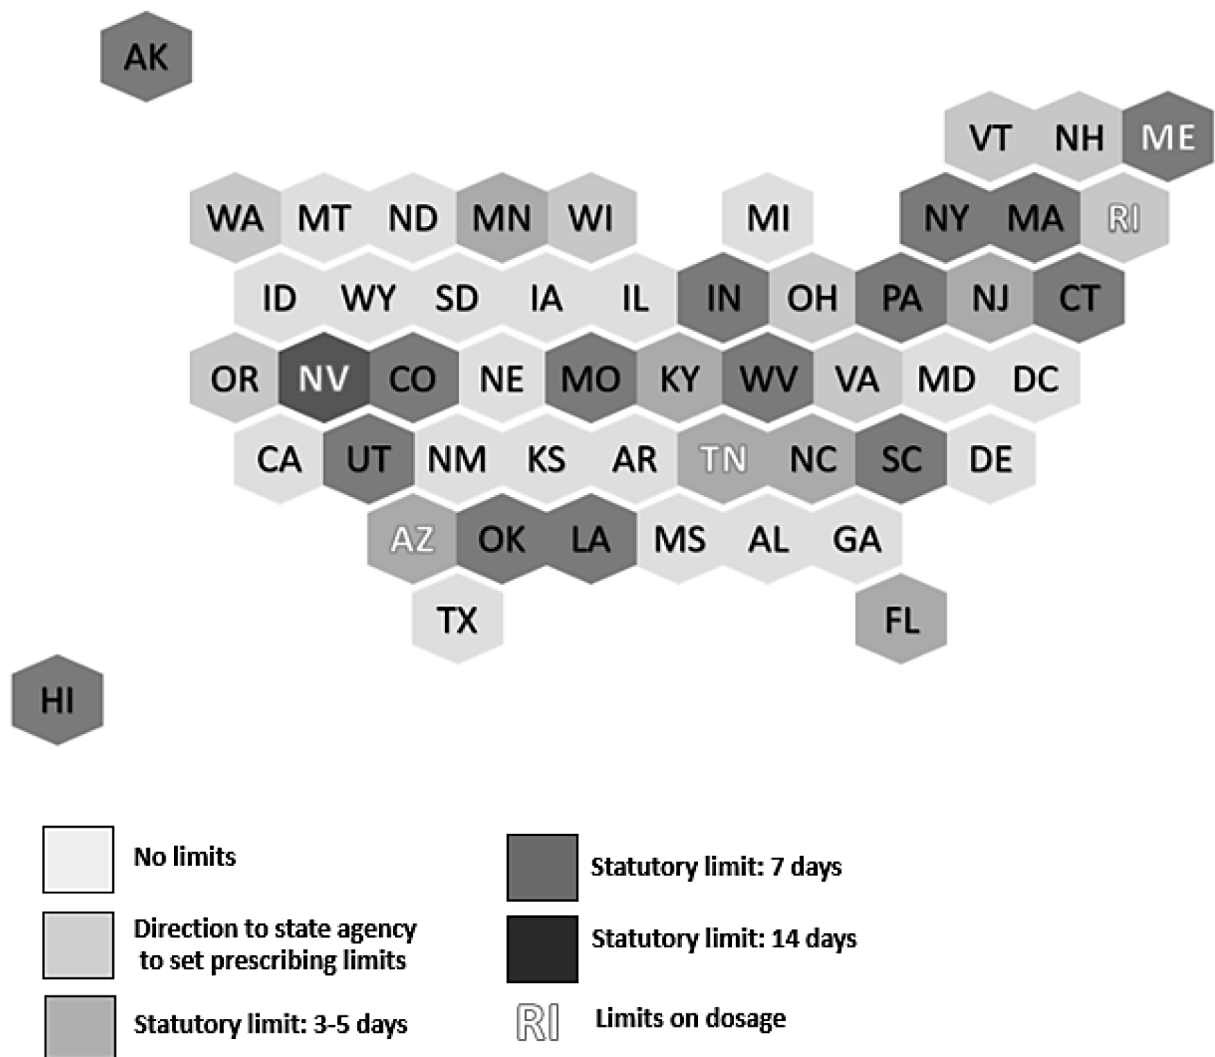 AK
VT NH ME
WA MT ND MN WI MI NY MA RI
ID WY SD IA IL IN OH PA NJ CT
OR NV CO NE MO KY WV VA MD DC
CA UT NM KS AR TN NC SC DE
AZ OK LA MS AL GA
TX FL
HI
No limits
Direction to state agency
to set prescribing limits
Statutory limit: 3-5 days
Statutory limit: 7 days
Statutory limit: 14 days
RI Limits on dosage